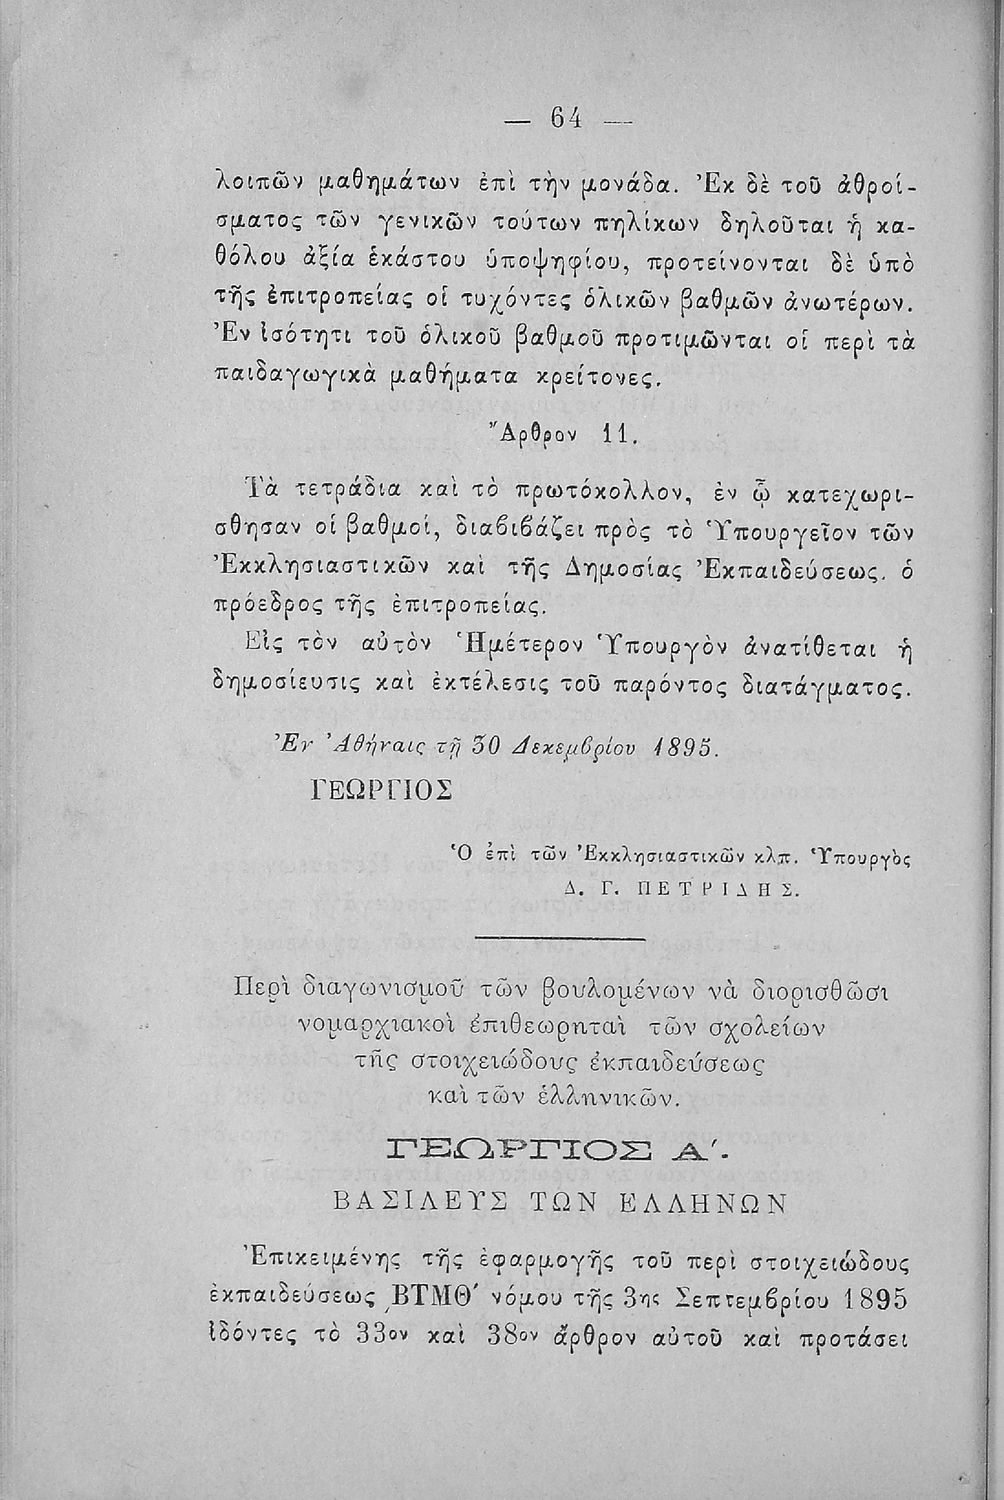 — 64 —
λοιπῶν μαθημάτων ἐπὶ τὴν μονάδα. Ἐκ δὲ τοῦ ἀθροί-
σματος τῶν γενικῶν τούτων πηλίκων δηλοῦται ἡ κα-
θόλου ἀξία ἑκάστου ὑποψηφίου, προτείνονται δὲ ὑπὸ
τῆς ἐπιτροπείας οἱ τυχόντες ὁλικῶν βαθμῶν ἀνωτέρων.
Ἐν ἰσότητι τοῦ ὁλικοῦ βαθμοῦ προτιμῶνται οἱ περὶ τὰ
παιδαγωγικὰ μαθήματα κρείτονες.
Ἄρθρον 11.
Τὰ τετράδια καὶ τὸ πρωτόκολλον, ἐν ᾧ κατεχωρι-
σθησαν οἱ βαθμοί, διαβιβάζει πρὸς τὸ Ὑπουργεῖον τῶν
Ἐκκλησιαστικῶν καὶ τῆς Δημοσίας Ἐκπαιδεύσεως, ὁ
πρόεδρος τῆς ἐπιτροπείας.
Εἰς τὸν αὐτὸν Ἡμέτερον Ὑπουργὸν ἀνατίθεται ἡ
δημοσίευσις καὶ ἐκτέλεσις τοῦ παρόντος διατάγματος.
Ἐν Ἀθήναις τῇ 30 Δεκεμβρίου 1895.
ΓΕΩΡΓΙΟΣ
Ὁ ἐπὶ τῶν Ἐκκλησιαστικῶν κλπ. Ὑπουργὸς
Δ. Γ. ΠΕΤΡΙΔΗΣ.
Περὶ διαγωνισμοῦ τῶν βουλομένων νὰ διορισθῶσι
νομαρχιακοὶ ἐπιθεωρηταὶ τῶν σχολείων
τῆς στοιχειώδους ἐκπαιδεύσεως
καὶ τῶν ἑλληνικῶν.
ΓΕΩΡΓΙΟΣ Α΄.
ΒΑΣΙΛΕΥΣ ΤΩΝ ΕΛΛΗΝΩΝ
Ἐπικειμένης τῆς ἐφαρμογῆς τοῦ περὶ στοιχειώδους
ἐκπαιδεύσεως ͵ΒΤΜΘ΄ νόμου τῆς 3ης Σεπτεμβρίου 1895
ἰδόντες τὸ 33ον καὶ 38ον ἄρθρον αὐτοῦ καὶ προτάσει